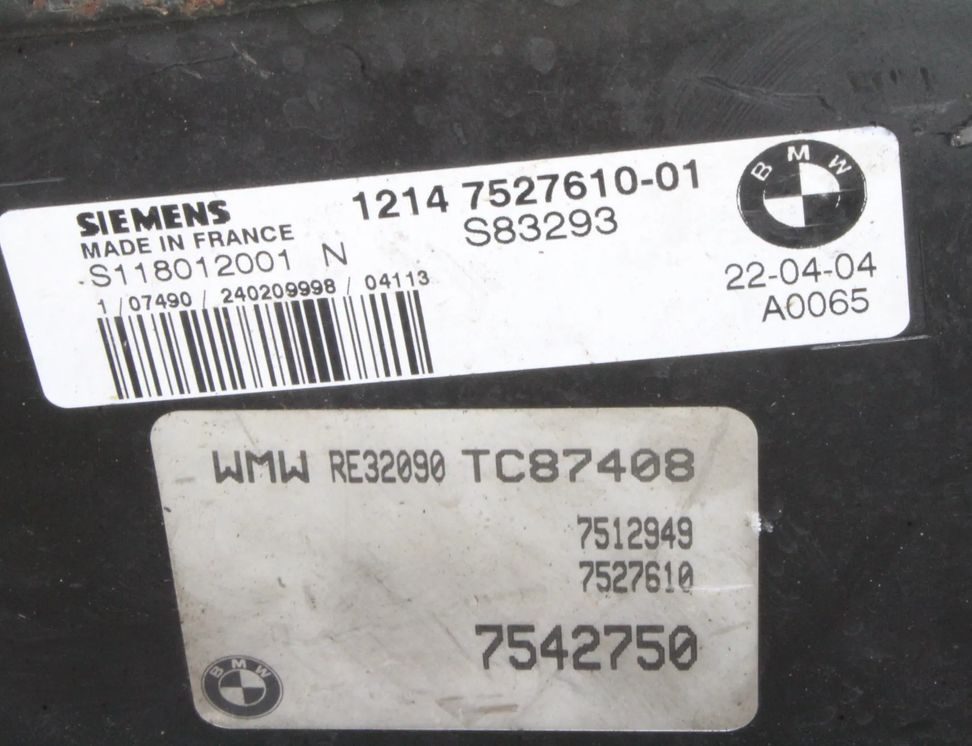 SIEMENS 1214 7527610-01 BMW
MADE IN FRANCE S83293
S118012001 N 22-04-04
1/07490/240209998/04113 A0065
WMW RE32090 TC87408
7512949
7527610
7542750
BMW